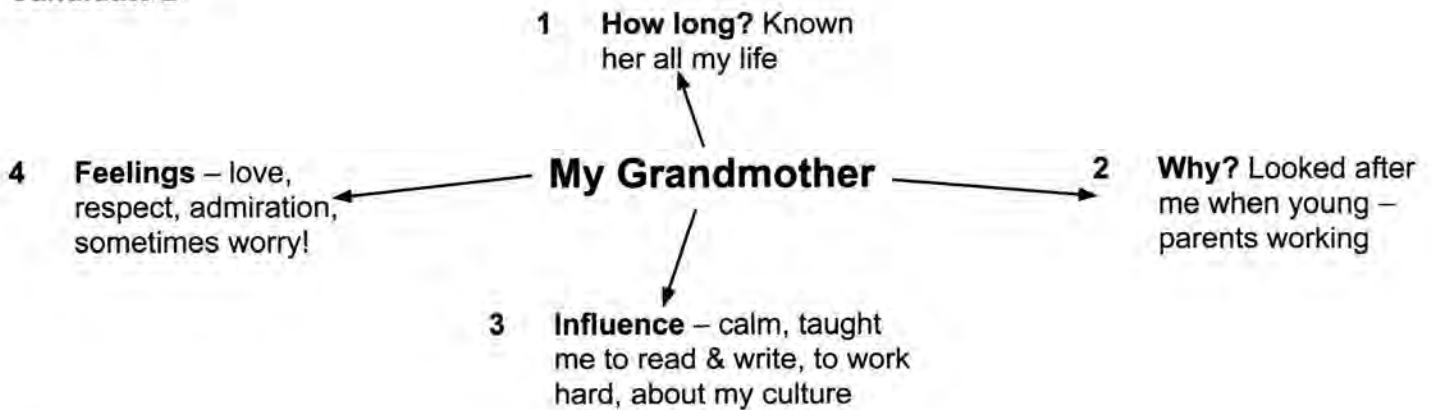 1 How long? Known
her all my life
My Grandmother
2 Why? Looked after
me when young –
parents working
3 Influence – calm, taught
me to read & write, to work
hard, about my culture
4 Feelings – love,
respect, admiration,
sometimes worry!